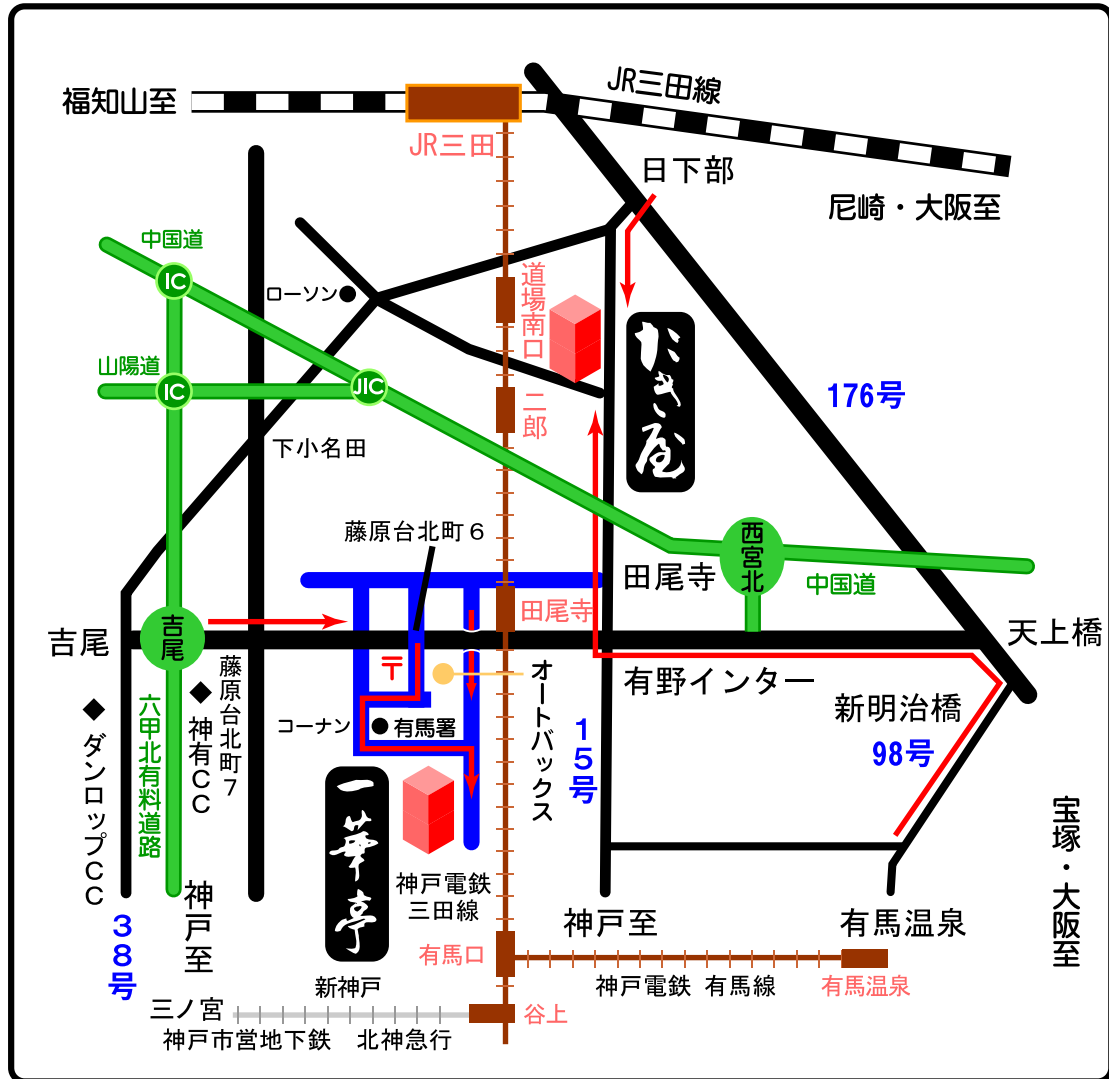 福知山至
JR三田線
JR三田
日下部
尼崎・大阪至
中国道
IC
ローソン
道場南口
たき屋
山陽道
IC
JIC
二郎
176号
下小名田
藤原台北町6
西宮北
田尾寺
中国道
吉尾
吉尾
田尾寺
天上橋
〒
オートバックス
有野インター
新明治橋
98号
藤原台北町7
◆神有CC
◆ダンロップCC
六甲北有料道路
コーナン
有馬署
15号
一華亭
神戸電鉄
三田線
宝塚・大阪至
神戸至
38号
神戸至
有馬温泉
有馬口
神戸電鉄 有馬線
有馬温泉
新神戸
三ノ宮
谷上
神戸市営地下鉄 北神急行